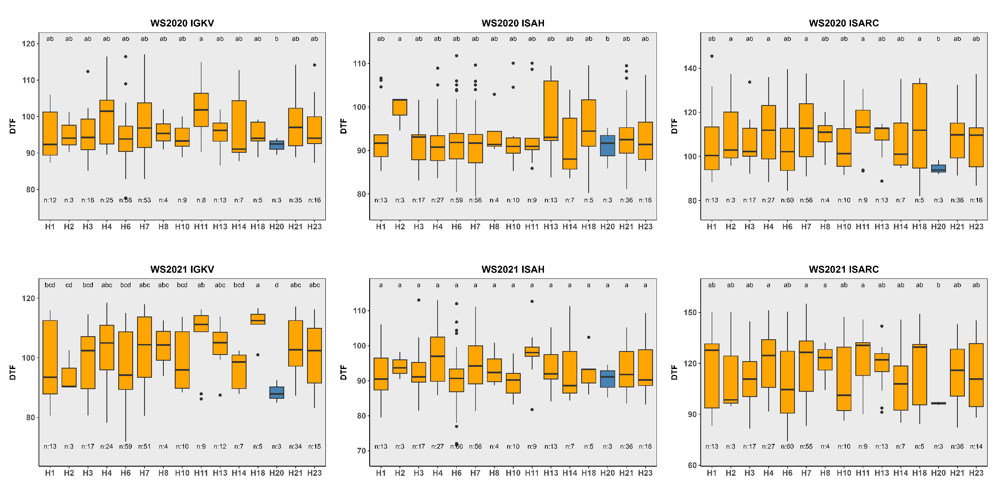 WS2020 IGKV
ab ab ab ab ab ab ab ab a ab ab ab b ab ab
120
110
100
90
80
DTF
n:12 n:3 n:16 n:25 n:58 n:53 n:4 n:9 n:8 n:13 n:7 n:5 n:3 n:35 n:16
H1 H2 H3 H4 H6 H7 H8 H10 H11 H13 H14 H18 H20 H21 H23
WS2020 ISAH
ab a ab ab ab ab ab ab ab ab ab ab b ab ab
110
100
90
80
DTF
n:13 n:3 n:17 n:27 n:59 n:56 n:4 n:10 n:9 n:13 n:7 n:5 n:3 n:36 n:16
H1 H2 H3 H4 H6 H7 H8 H10 H11 H13 H14 H18 H20 H21 H23
WS2020 ISARC
ab a ab a ab a ab ab a ab ab a b ab ab
140
120
100
80
DTF
n:13 n:3 n:17 n:27 n:60 n:56 n:4 n:10 n:9 n:13 n:7 n:5 n:3 n:36 n:16
H1 H2 H3 H4 H6 H7 H8 H10 H11 H13 H14 H18 H20 H21 H23
WS2021 IGKV
bcd cd bcd abc bcd abc abc bcd ab abc bcd a d abc abc
120
100
80
DTF
n:13 n:3 n:17 n:24 n:59 n:51 n:4 n:10 n:9 n:12 n:7 n:5 n:3 n:34 n:15
H1 H2 H3 H4 H6 H7 H8 H10 H11 H13 H14 H18 H20 H21 H23
WS2021 ISAH
a a a a a a a a a a a a a a a
110
100
90
80
70
DTF
n:13 n:3 n:17 n:27 n:60 n:56 n:4 n:10 n:9 n:13 n:7 n:5 n:3 n:36 n:16
H1 H2 H3 H4 H6 H7 H8 H10 H11 H13 H14 H18 H20 H21 H23
WS2021 ISARC
ab ab ab a ab a a ab a ab ab ab b ab ab
150
120
90
60
DTF
n:13 n:3 n:17 n:27 n:60 n:55 n:4 n:10 n:9 n:13 n:7 n:5 n:3 n:36 n:14
H1 H2 H3 H4 H6 H7 H8 H10 H11 H13 H14 H18 H20 H21 H23